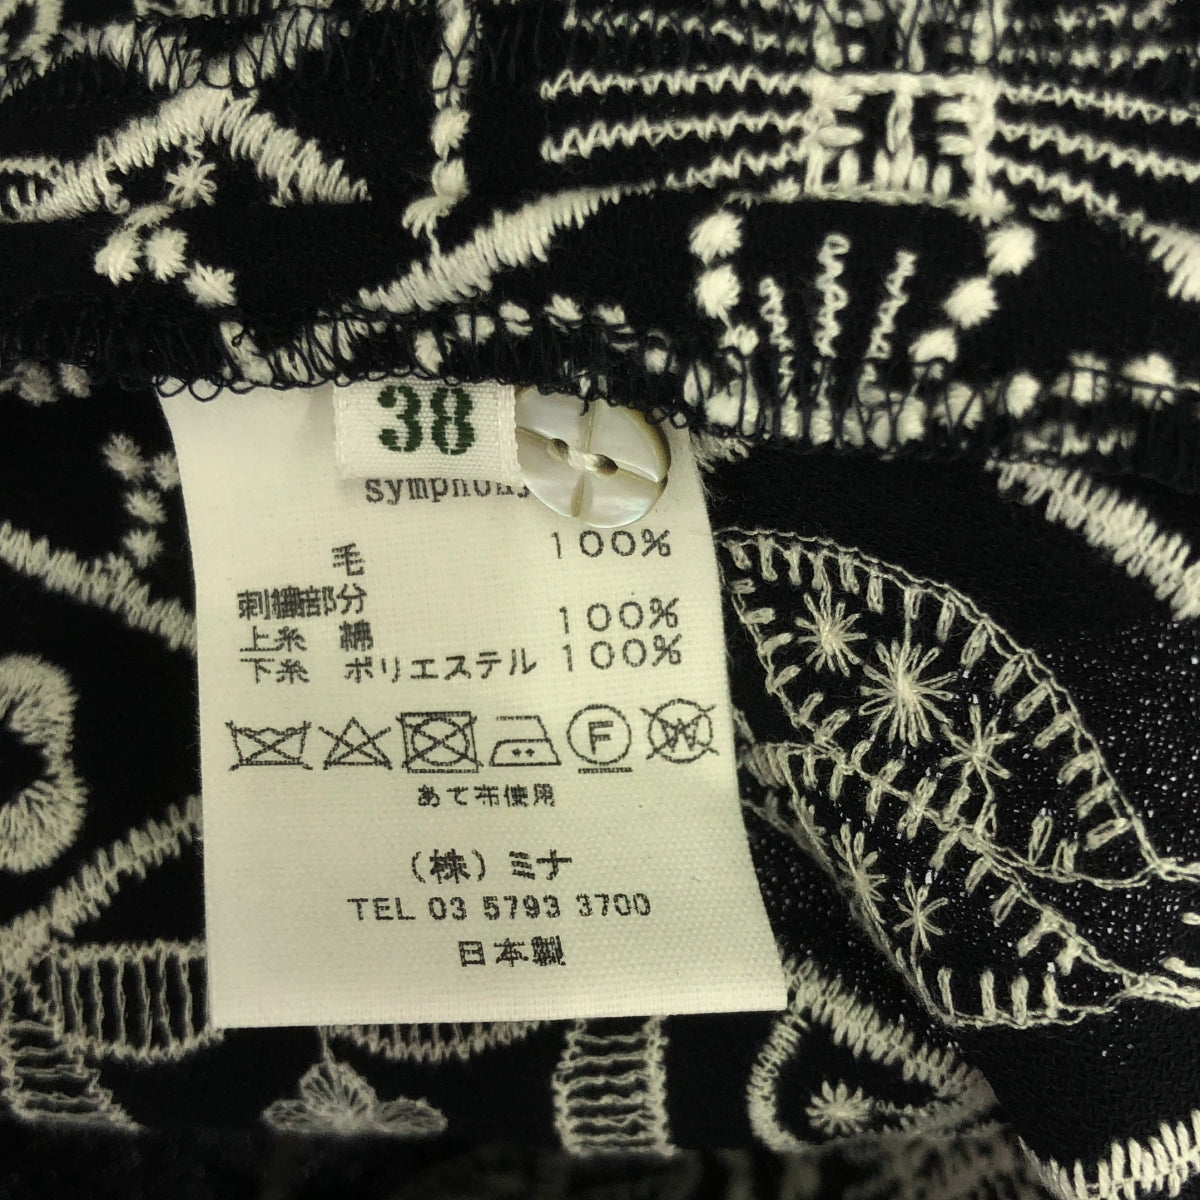 38
symphony
毛 100%
刺繍部分
上糸 綿 100%
下糸 ポリエステル 100%
F W
あて布使用
(株)ミナ
TEL 03 5793 3700
日本製